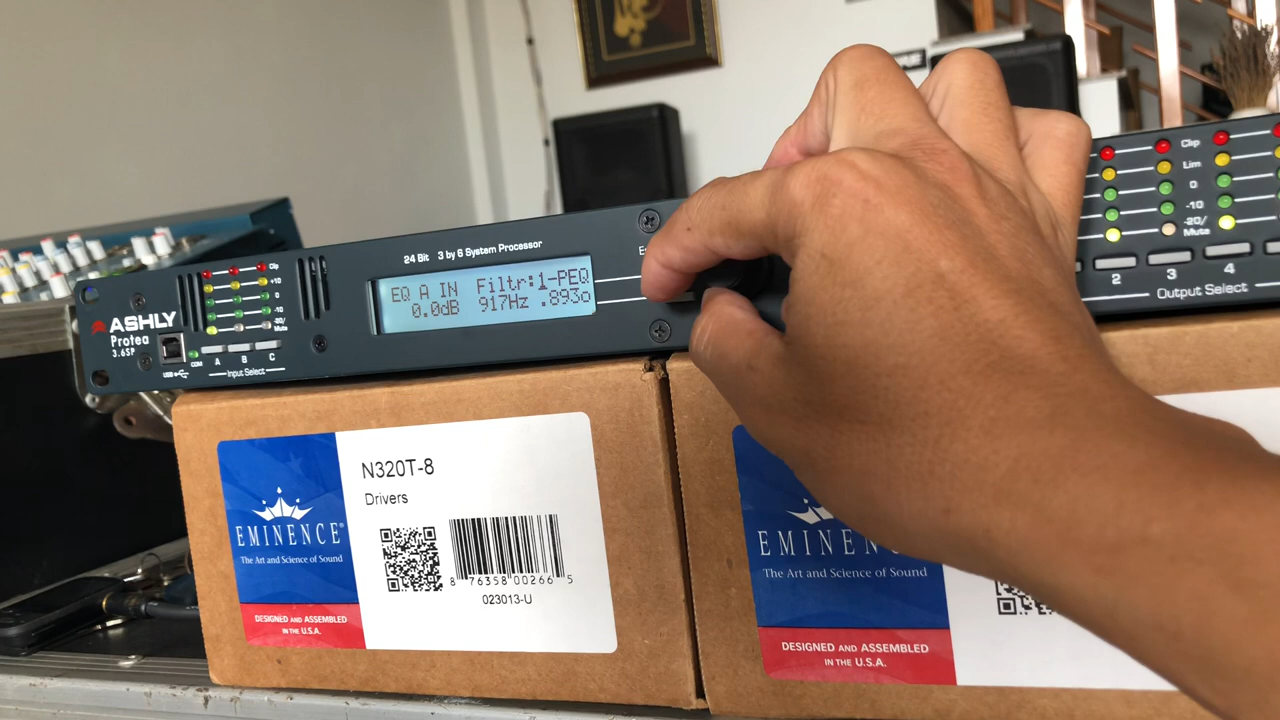 24 Bit 3 by 6 System Processor
EQ A IN Filtr:1-PEQ
0.0dB 917Hz .893o
ASHLY
Protea
3.6SP
USB
COM
A B C
Input Select
Clip
+10
0
-10
-20/
Mute
Clip
Lim
0
-10
-20/
Mute
2 3 4
Output Select
N320T-8
Drivers
EMINENCE®
The Art and Science of Sound
DESIGNED AND ASSEMBLED
IN THE U.S.A.
8 76358 00266 5
023013-U
The Art and Science of Sound
DESIGNED AND ASSEMBLED
IN THE U.S.A.